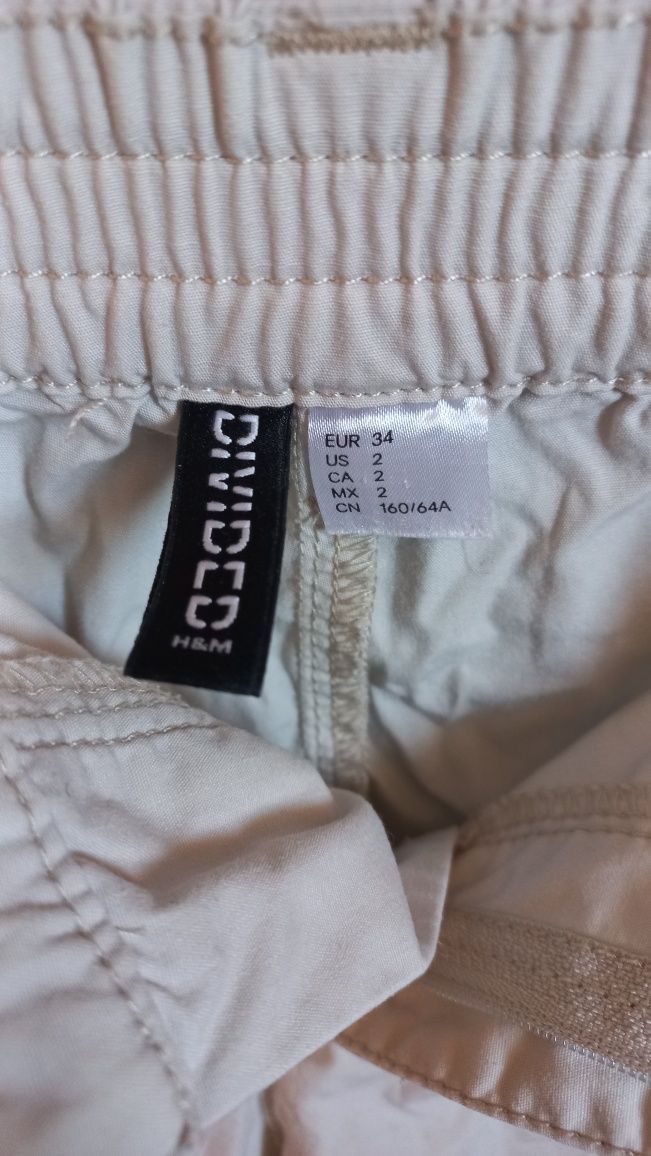 DIVIDED
H&M
EUR 34
US 2
CA 2
MX 2
CN 160/64A